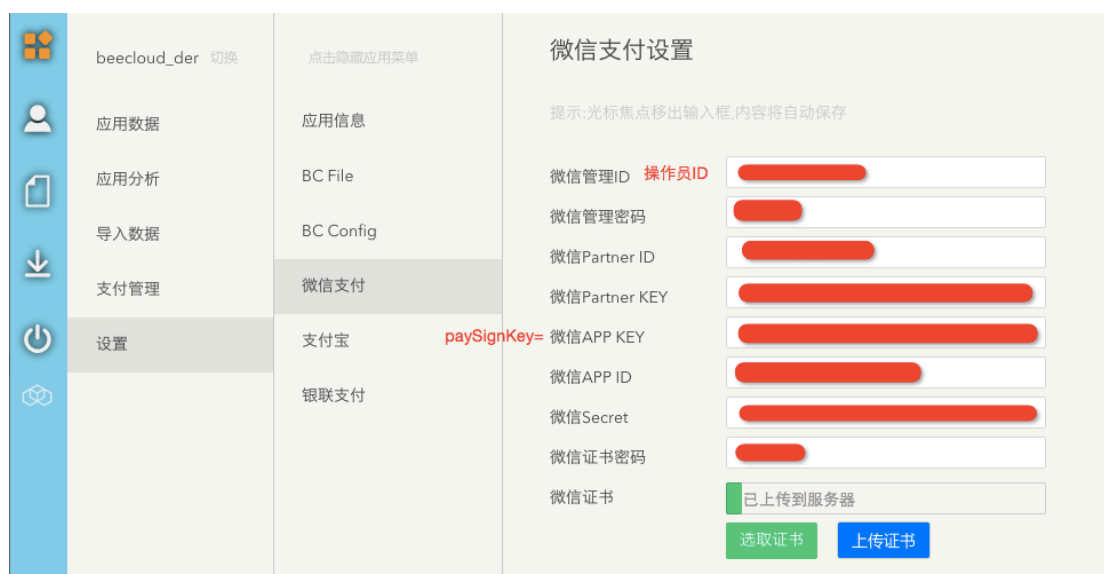 beecloud_der 切换
应用数据
应用分析
导入数据
支付管理
设置
点击隐藏应用菜单
应用信息
BC File
BC Config
微信支付
支付宝
银联支付
微信支付设置
提示:光标焦点移出输入框,内容将自动保存
微信管理ID 操作员ID
微信管理密码
微信Partner ID
微信Partner KEY
paySignKey= 微信APP KEY
微信APP ID
微信Secret
微信证书密码
微信证书 已上传到服务器
选取证书 上传证书